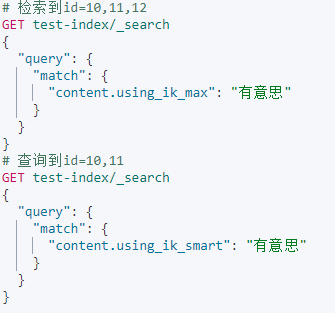 # 检索到id=10,11,12
GET test-index/_search
{
  "query": {
    "match": {
      "content.using_ik_max": "有意思"
    }
  }
}
# 查询到id=10,11
GET test-index/_search
{
  "query": {
    "match": {
      "content.using_ik_smart": "有意思"
    }
  }
}